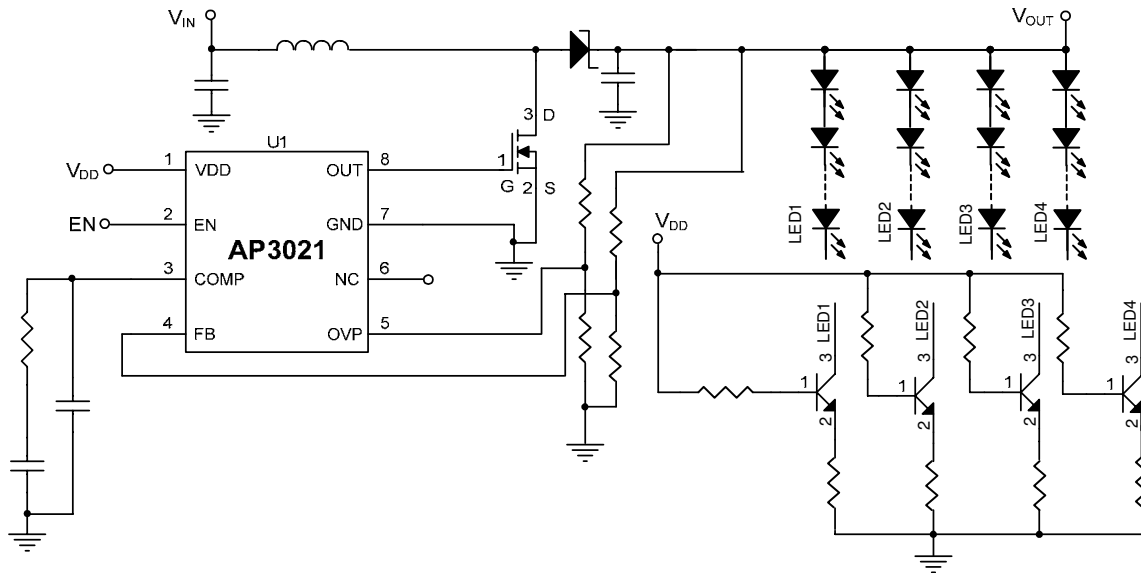 VIN
VOUT
3 D
U1
VDD 1 VDD OUT 8 1
G 2 S
EN 2 EN GND 7
AP3021
3 COMP NC 6
4 FB OVP 5
VDD
LED1 LED2 LED3 LED4
LED1 LED2 LED3 LED4
3 3 3 3
1 1 1 1
2 2 2 2